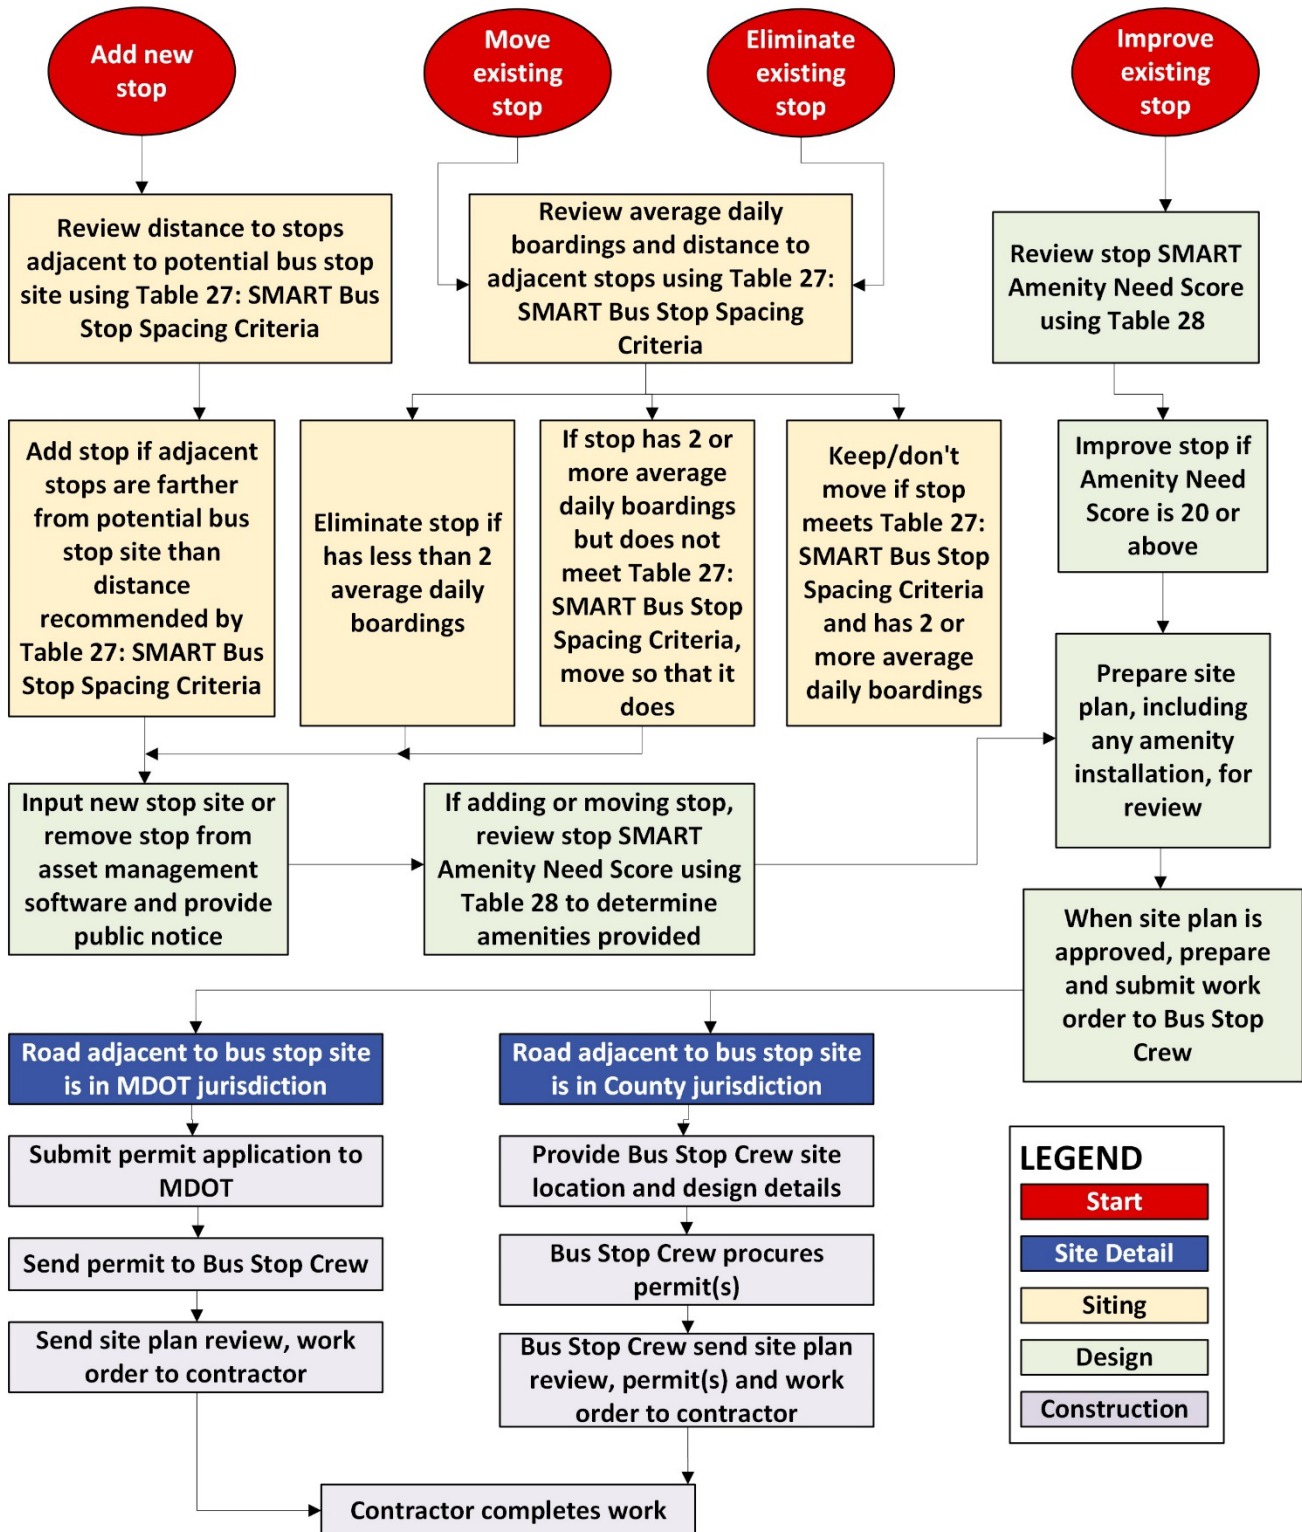 Add new
stop
Move
existing
stop
Eliminate
existing
stop
Improve
existing
stop
Review distance to stops
adjacent to potential bus stop
site using Table 27: SMART Bus
Stop Spacing Criteria
Review average daily
boardings and distance to
adjacent stops using Table 27:
SMART Bus Stop Spacing
Criteria
Review stop SMART
Amenity Need Score
using Table 28
Add stop if adjacent
stops are farther
from potential bus
stop site than
distance
recommended by
Table 27: SMART Bus
Stop Spacing Criteria
Eliminate stop if
has less than 2
average daily
boardings
If stop has 2 or
more average
daily boardings
but does not
meet Table 27:
SMART Bus Stop
Spacing Criteria,
move so that it
does
Keep/don't
move if stop
meets Table 27:
SMART Bus Stop
Spacing Criteria
and has 2 or
more average
daily boardings
Improve stop if
Amenity Need
Score is 20 or
above
Prepare site
plan, including
any amenity
installation, for
review
Input new stop site or
remove stop from
asset management
software and provide
public notice
If adding or moving stop,
review stop SMART
Amenity Need Score using
Table 28 to determine
amenities provided
When site plan is
approved, prepare
and submit work
order to Bus Stop
Crew
Road adjacent to bus stop site
is in MDOT jurisdiction
Road adjacent to bus stop site
is in County jurisdiction
Submit permit application to
MDOT
Provide Bus Stop Crew site
location and design details
Send permit to Bus Stop Crew
Bus Stop Crew procures
permit(s)
Send site plan review, work
order to contractor
Bus Stop Crew send site plan
review, permit(s) and work
order to contractor
Contractor completes work
LEGEND
Start
Site Detail
Siting
Design
Construction